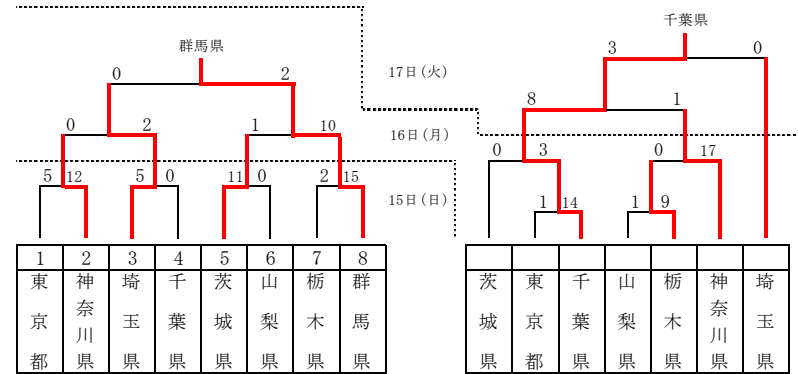 千葉県
群馬県
3 0
0 2
17日(火)
8 1
0 2 1 10
16日(月)
0 3 0 17
5 12 5 0 11 0 2 15
15日(日)
1 14 1 9
1 2 3 4 5 6 7 8
東京都 神奈川県 埼玉県 千葉県 茨城県 山梨県 栃木県 群馬県
茨城県 東京都 千葉県 山梨県 栃木県 神奈川県 埼玉県